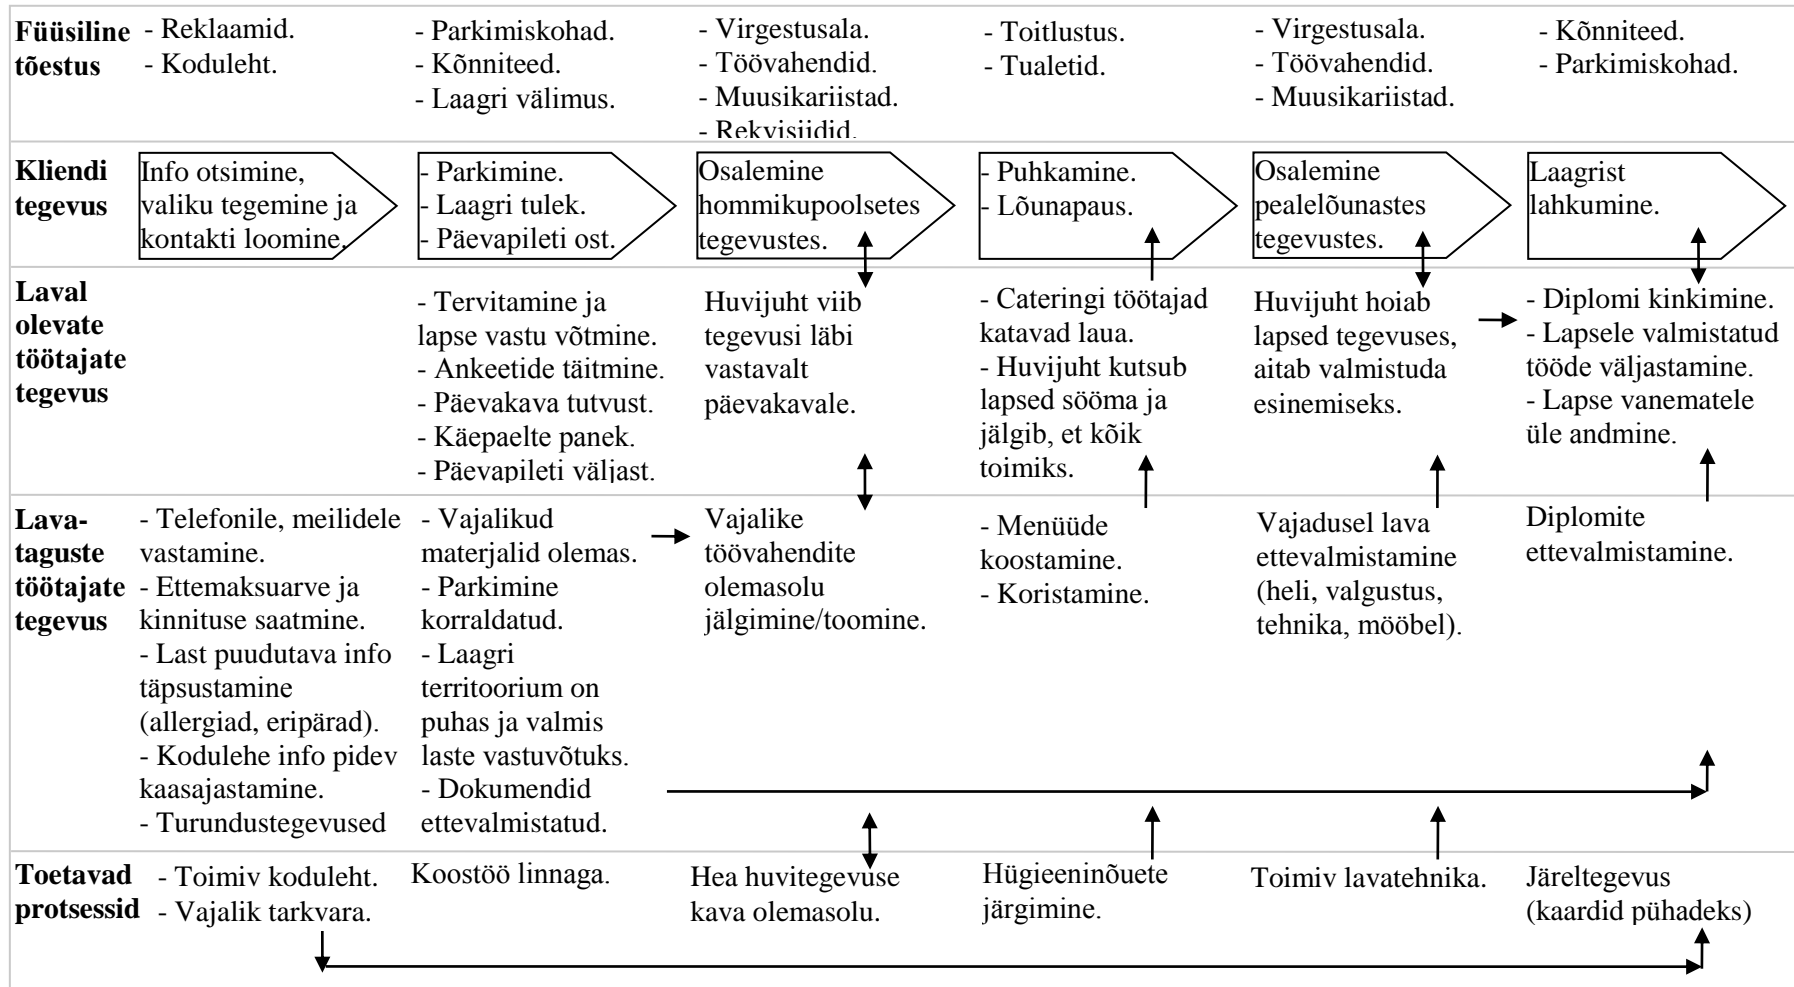 Füüsiline
tõestus
- Reklaamid.
- Koduleht.
- Parkimiskohad.
- Kõnniteed.
- Laagri välimus.
- Virgestusala.
- Töövahendid.
- Muusikariistad.
- Rekvisiidid.
- Toitlustus.
- Tualetid.
- Virgestusala.
- Töövahendid.
- Muusikariistad.
- Kõnniteed.
- Parkimiskohad.
Kliendi
tegevus
Info otsimine,
valiku tegemine ja
kontakti loomine.
- Parkimine.
- Laagri tulek.
- Päevapileti ost.
Osalemine
hommikupoolsetes
tegevustes.
- Puhkamine.
- Lõunapaus.
Osalemine
pealelõunastes
tegevustes.
Laagrist
lahkumine.
Laval
olevate
töötajate
tegevus
- Tervitamine ja
lapse vastu võtmine.
- Ankeetide täitmine.
- Päevakava tutvust.
- Käepaelte panek.
- Päevapileti väljast.
Huvijuht viib
tegevusi läbi
vastavalt
päevakavale.
- Cateringi töötajad
katavad laua.
- Huvijuht kutsub
lapsed sööma ja
jälgib, et kõik
toimiks.
Huvijuht hoiab
lapsed tegevuses,
aitab valmistuda
esinemiseks.
- Diplomi kinkimine.
- Lapsele valmistatud
tööde väljastamine.
- Lapse vanematele
üle andmine.
Lava-
taguste
töötajate
tegevus
- Telefonile, meilidele
vastamine.
- Ettemaksuarve ja
kinnituse saatmine.
- Last puudutava info
täpsustamine
(allergiad, eripärad).
- Kodulehe info pidev
kaasajastamine.
- Turundustegevused
- Vajalikud
materjalid olemas.
- Parkimine
korraldatud.
- Laagri
territoorium on
puhas ja valmis
laste vastuvõtuks.
- Dokumendid
ettevalmistatud.
Vajalike
töövahendite
olemasolu
jälgimine/toomine.
- Menüüde
koostamine.
- Koristamine.
Vajadusel lava
ettevalmistamine
(heli, valgustus,
tehnika, mööbel).
Diplomite
ettevalmistamine.
Toetavad
protsessid
- Toimiv koduleht.
- Vajalik tarkvara.
Koostöö linnaga.
Hea huvitegevuse
kava olemasolu.
Hügieeninõuete
järgimine.
Toimiv lavatehnika.
Järeltegevus
(kaardid pühadeks)